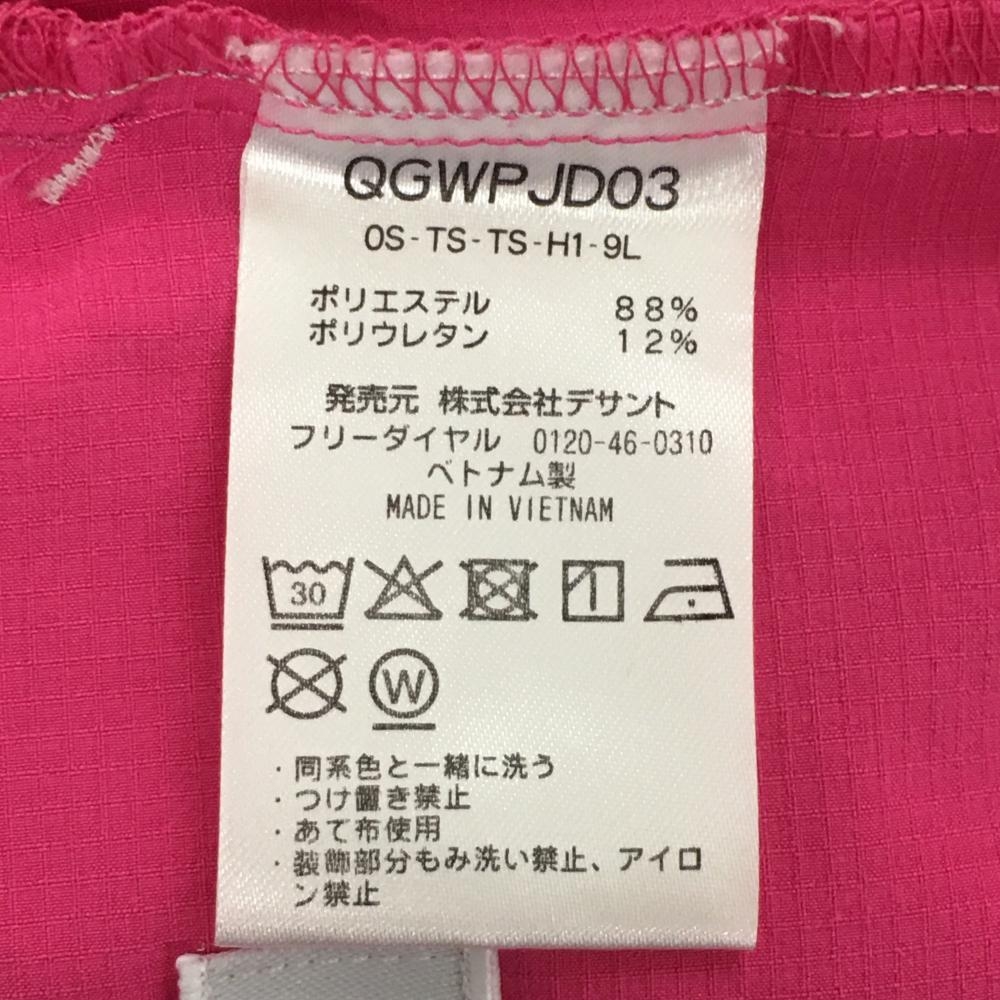 QGWPJD03
OS-TS-TS-H1-9L
ポリエステル 88%
ポリウレタン 12%
発売元 株式会社デサント
フリーダイヤル 0120-46-0310
ベトナム製
MADE IN VIETNAM
30
W
・同系色と一緒に洗う
・つけ置き禁止
・あて布使用
・装飾部分もみ洗い禁止、アイロ
ン禁止